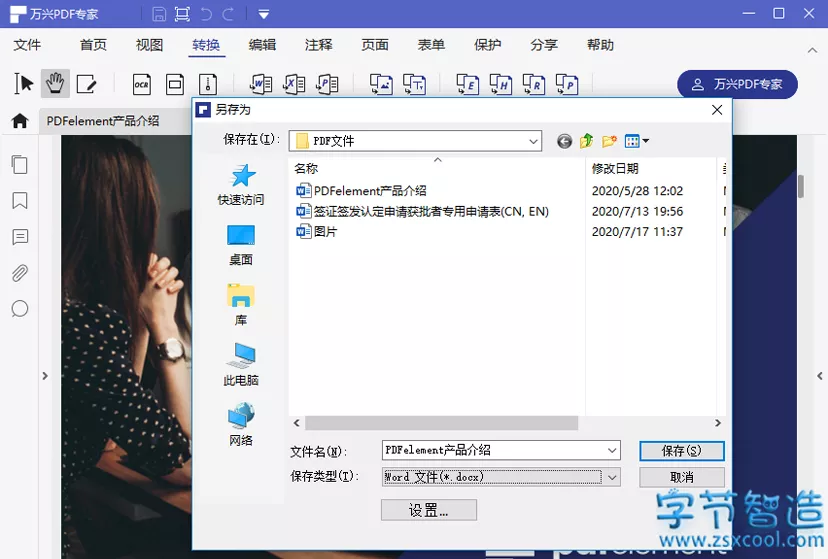 万兴PDF专家
文件 首页 视图 转换 编辑 注释 页面 表单 保护 分享 帮助
OCR W X P T E H R P 万兴PDF专家
PDFelement产品介绍
另存为
保存在(I): PDF文件
名称 修改日期
PDFelement产品介绍 2020/5/28 12:02
签证签发认定申请获批者专用申请表(CN, EN) 2020/7/13 19:56
图片 2020/7/17 11:37
快速访问
桌面
库
此电脑
网络
文件名(N): PDFelement产品介绍 保存(S)
保存类型(T): Word 文件(*.docx) 取消
设置...
字节智造
www.zsxcool.com